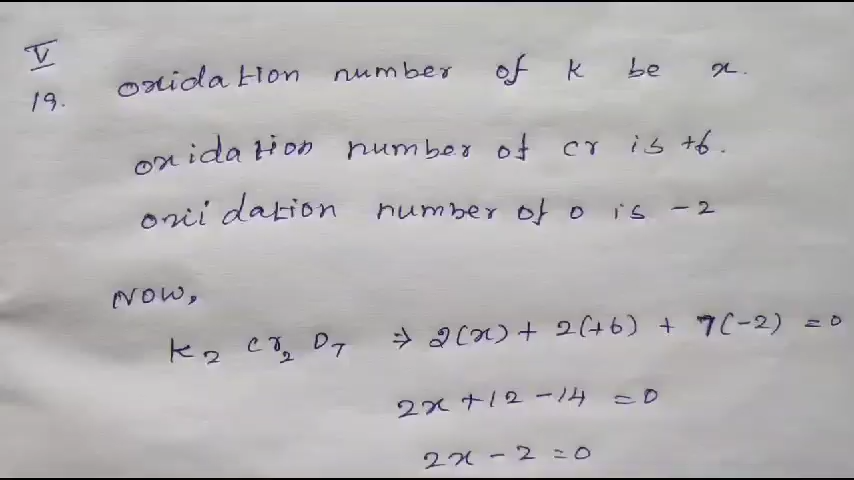 V
19. oxidation number of K be x.
oxidation number of cr is +6.
oxiidation number of o is -2
NOW,
K₂ Cr₂ O₇ ⇒ 2(x) + 2(+6) + 7(-2) = 0
2x + 12 - 14 = 0
2x - 2 = 0